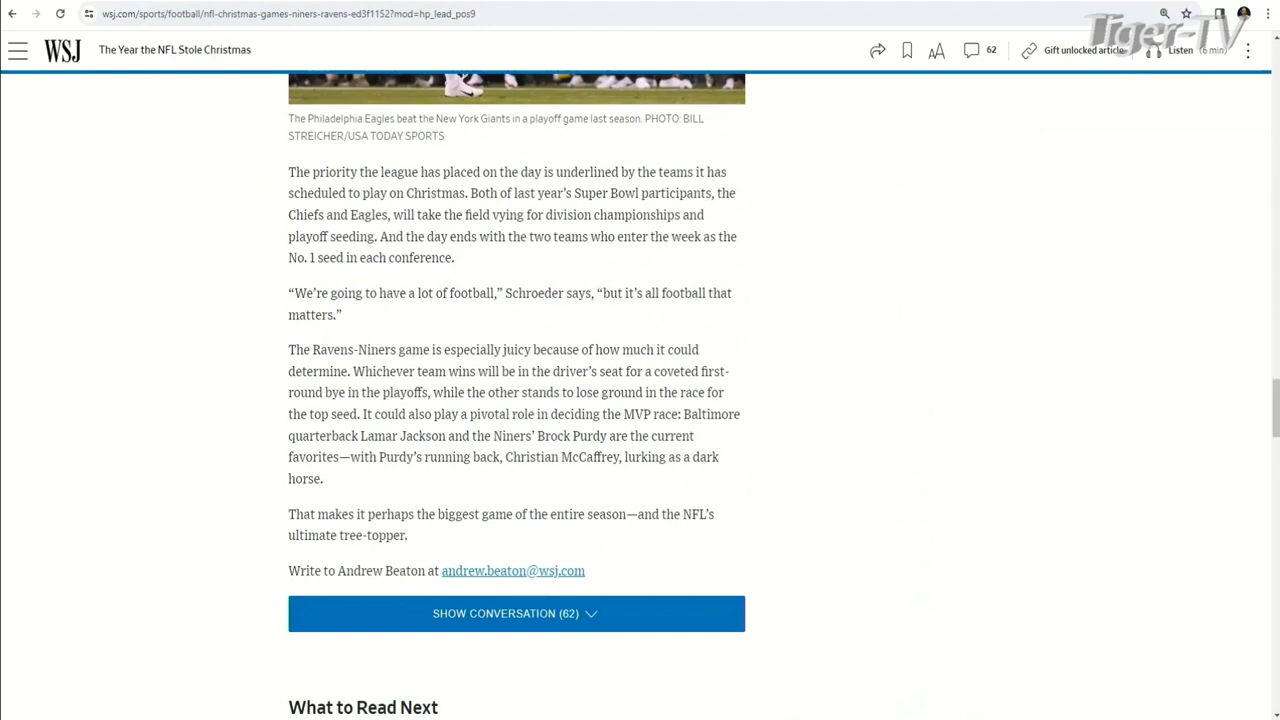 wsj.com/sports/football/nfl-christmas-games-niners-ravens-ed3f1152?mod=hp_lead_pos9
Tiger-TV
WSJ
The Year the NFL Stole Christmas
62
Gift unlocked article
Listen (6 min)
The Philadelphia Eagles beat the New York Giants in a playoff game last season. PHOTO: BILL
STREICHER/USA TODAY SPORTS
The priority the league has placed on the day is underlined by the teams it has
scheduled to play on Christmas. Both of last year's Super Bowl participants, the
Chiefs and Eagles, will take the field vying for division championships and
playoff seeding. And the day ends with the two teams who enter the week as the
No. 1 seed in each conference.
“We’re going to have a lot of football,” Schroeder says, “but it’s all football that
matters.”
The Ravens-Niners game is especially juicy because of how much it could
determine. Whichever team wins will be in the driver’s seat for a coveted first-
round bye in the playoffs, while the other stands to lose ground in the race for
the top seed. It could also play a pivotal role in deciding the MVP race: Baltimore
quarterback Lamar Jackson and the Niners’ Brock Purdy are the current
favorites—with Purdy’s running back, Christian McCaffrey, lurking as a dark
horse.
That makes it perhaps the biggest game of the entire season—and the NFL’s
ultimate tree-topper.
Write to Andrew Beaton at andrew.beaton@wsj.com
SHOW CONVERSATION (62)
What to Read Next